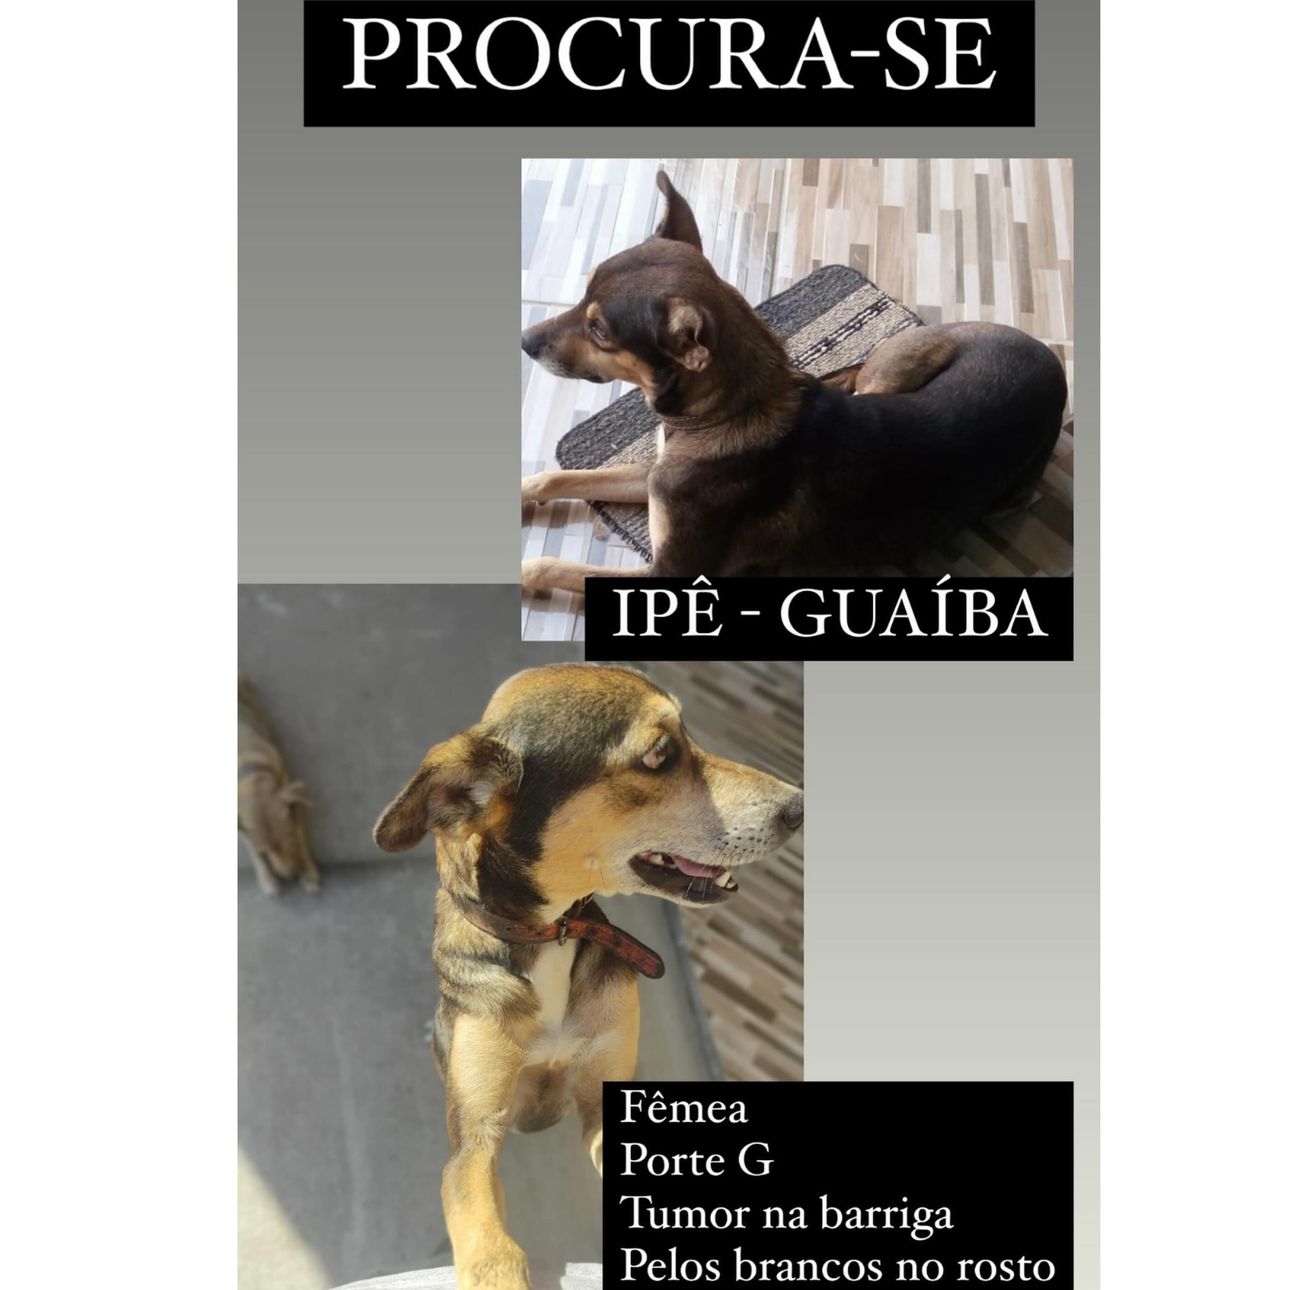 PROCURA-SE
IPÊ - GUAÍBA
Fêmea
Porte G
Tumor na barriga
Pelos brancos no rosto